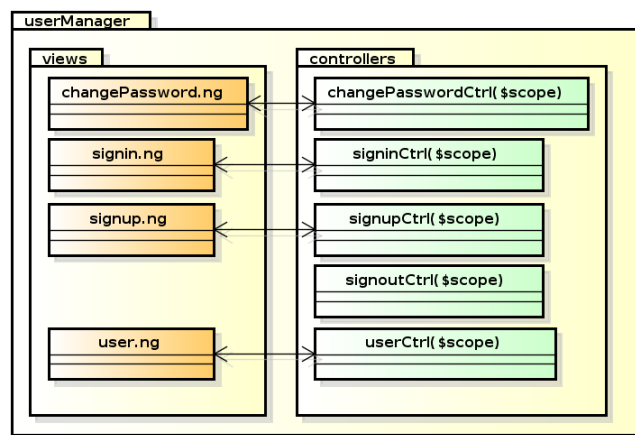 userManager
views
controllers
changePassword.ng
changePasswordCtrl($scope)
signin.ng
signinCtrl($scope)
signup.ng
signupCtrl($scope)
signoutCtrl($scope)
user.ng
userCtrl($scope)